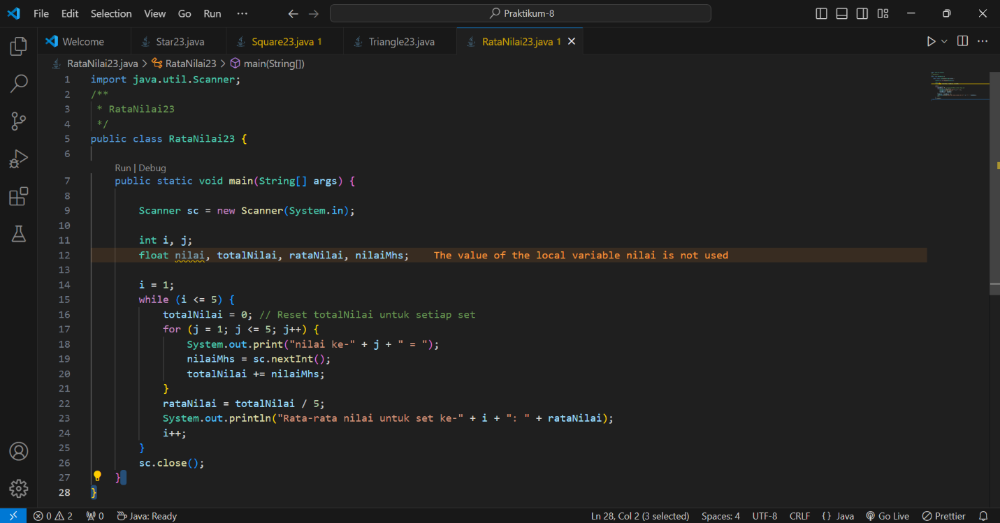 File Edit Selection View Go Run ··· Praktikum-8
Welcome Star23.java Square23.java 1 Triangle23.java RataNilai23.java 1
RataNilai23.java > RataNilai23 > main(String[])
1 import java.util.Scanner;
2 /**
3 * RataNilai23
4 */
5 public class RataNilai23 {
6
Run | Debug
7 public static void main(String[] args) {
8
9 Scanner sc = new Scanner(System.in);
10
11 int i, j;
12 float nilai, totalNilai, rataNilai, nilaiMhs; The value of the local variable nilai is not used
13
14 i = 1;
15 while (i <= 5) {
16 totalNilai = 0; // Reset totalNilai untuk setiap set
17 for (j = 1; j <= 5; j++) {
18 System.out.print("nilai ke-" + j + " = ");
19 nilaiMhs = sc.nextInt();
20 totalNilai += nilaiMhs;
21 }
22 rataNilai = totalNilai / 5;
23 System.out.println("Rata-rata nilai untuk set ke-" + i + ": " + rataNilai);
24 i++;
25 }
26 sc.close();
27 }
28 }
0 2 0 Java: Ready Ln 28, Col 2 (3 selected) Spaces: 4 UTF-8 CRLF {} Java Go Live Prettier